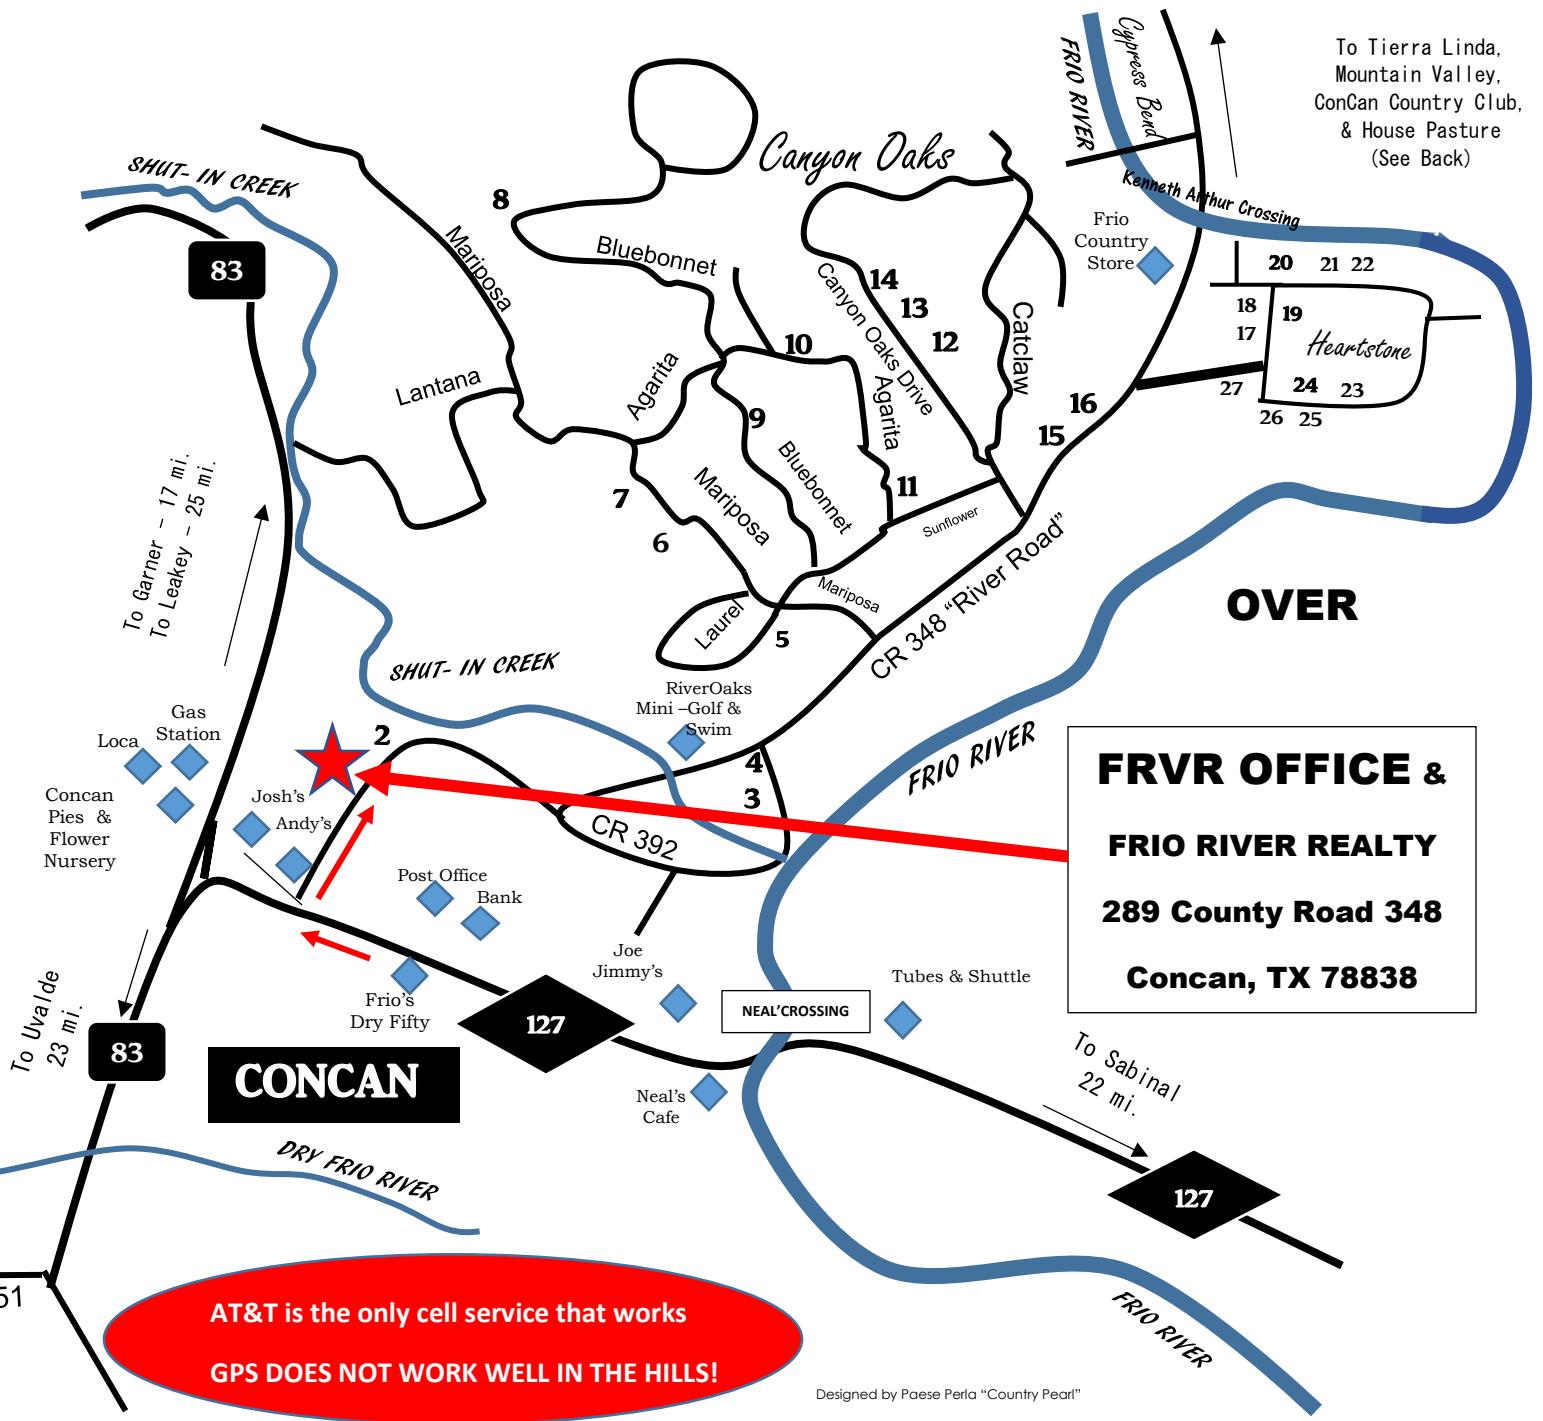 To Tierra Linda,
Mountain Valley,
ConCan Country Club,
& House Pasture
(See Back)
Cypress Bend
FRIO RIVER
Canyon Oaks
SHUT- IN CREEK
Kenneth Arthur Crossing
8
Frio
Country
Store
83
Mariposa
Bluebonnet
Canyon Oaks Drive
14
13
12
Catclaw
20
21
22
18
19
17
Heartstone
10
Lantana
Agarita
Agarita
9
16
15
27
24
23
26
25
Bluebonnet
Mariposa
7
11
6
Sunflower
To Garner – 17 mi.
To Leakey – 25 mi.
CR 348 “River Road”
Mariposa
Laurel
5
OVER
SHUT- IN CREEK
RiverOaks
Mini –Golf &
Swim
Gas
Station
Loca
2
4
3
FRIO RIVER
Concan
Pies &
Flower
Nursery
Josh’s
Andy’s
CR 392
FRVR OFFICE &
FRIO RIVER REALTY
289 County Road 348
Concan, TX 78838
Post Office
Bank
Joe
Jimmy’s
Tubes & Shuttle
NEAL’CROSSING
Frio’s
Dry Fifty
127
To Uvalde
23 mi.
83
CONCAN
Neal’s
Cafe
To Sabinal
22 mi.
DRY FRIO RIVER
127
51
FRIO RIVER
AT&T is the only cell service that works
GPS DOES NOT WORK WELL IN THE HILLS!
Designed by Paese Perla “Country Pearl”